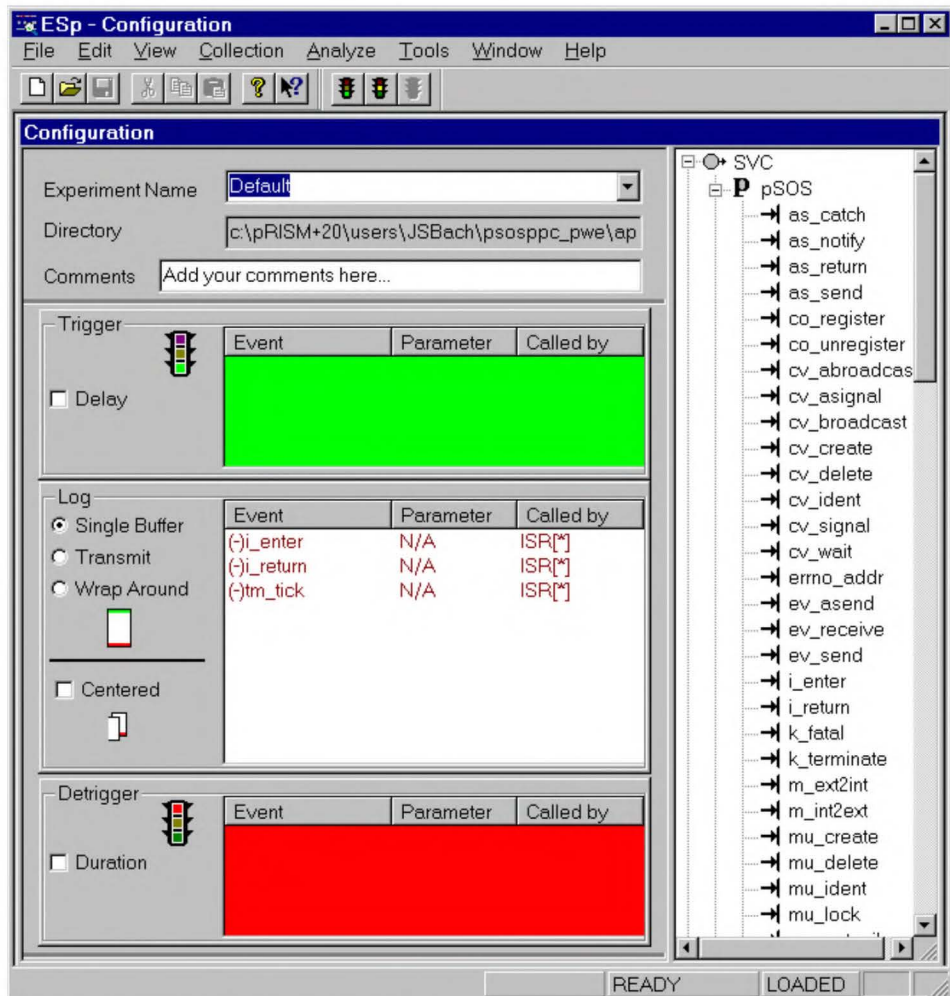 ESp - Configuration
File Edit View Collection Analyze Tools Window Help
Configuration
Experiment Name Default
Directory c:\pRISM+20\users\JSBach\psosppc_pwe\ap
Comments Add your comments here...
Trigger
Delay
Event Parameter Called by
Log
Single Buffer
Transmit
Wrap Around
Centered
Event Parameter Called by
(-)i_enter N/A ISR[*]
(-)i_return N/A ISR[*]
(-)tm_tick N/A ISR[*]
Detrigger
Duration
Event Parameter Called by
SVC
p pSOS
as_catch
as_notify
as_return
as_send
co_register
co_unregister
cv_abroadcas
cv_asignal
cv_broadcast
cv_create
cv_delete
cv_ident
cv_signal
cv_wait
errno_addr
ev_asend
ev_receive
ev_send
i_enter
i_return
k_fatal
k_terminate
m_ext2int
m_int2ext
mu_create
mu_delete
mu_ident
mu_lock
READY LOADED